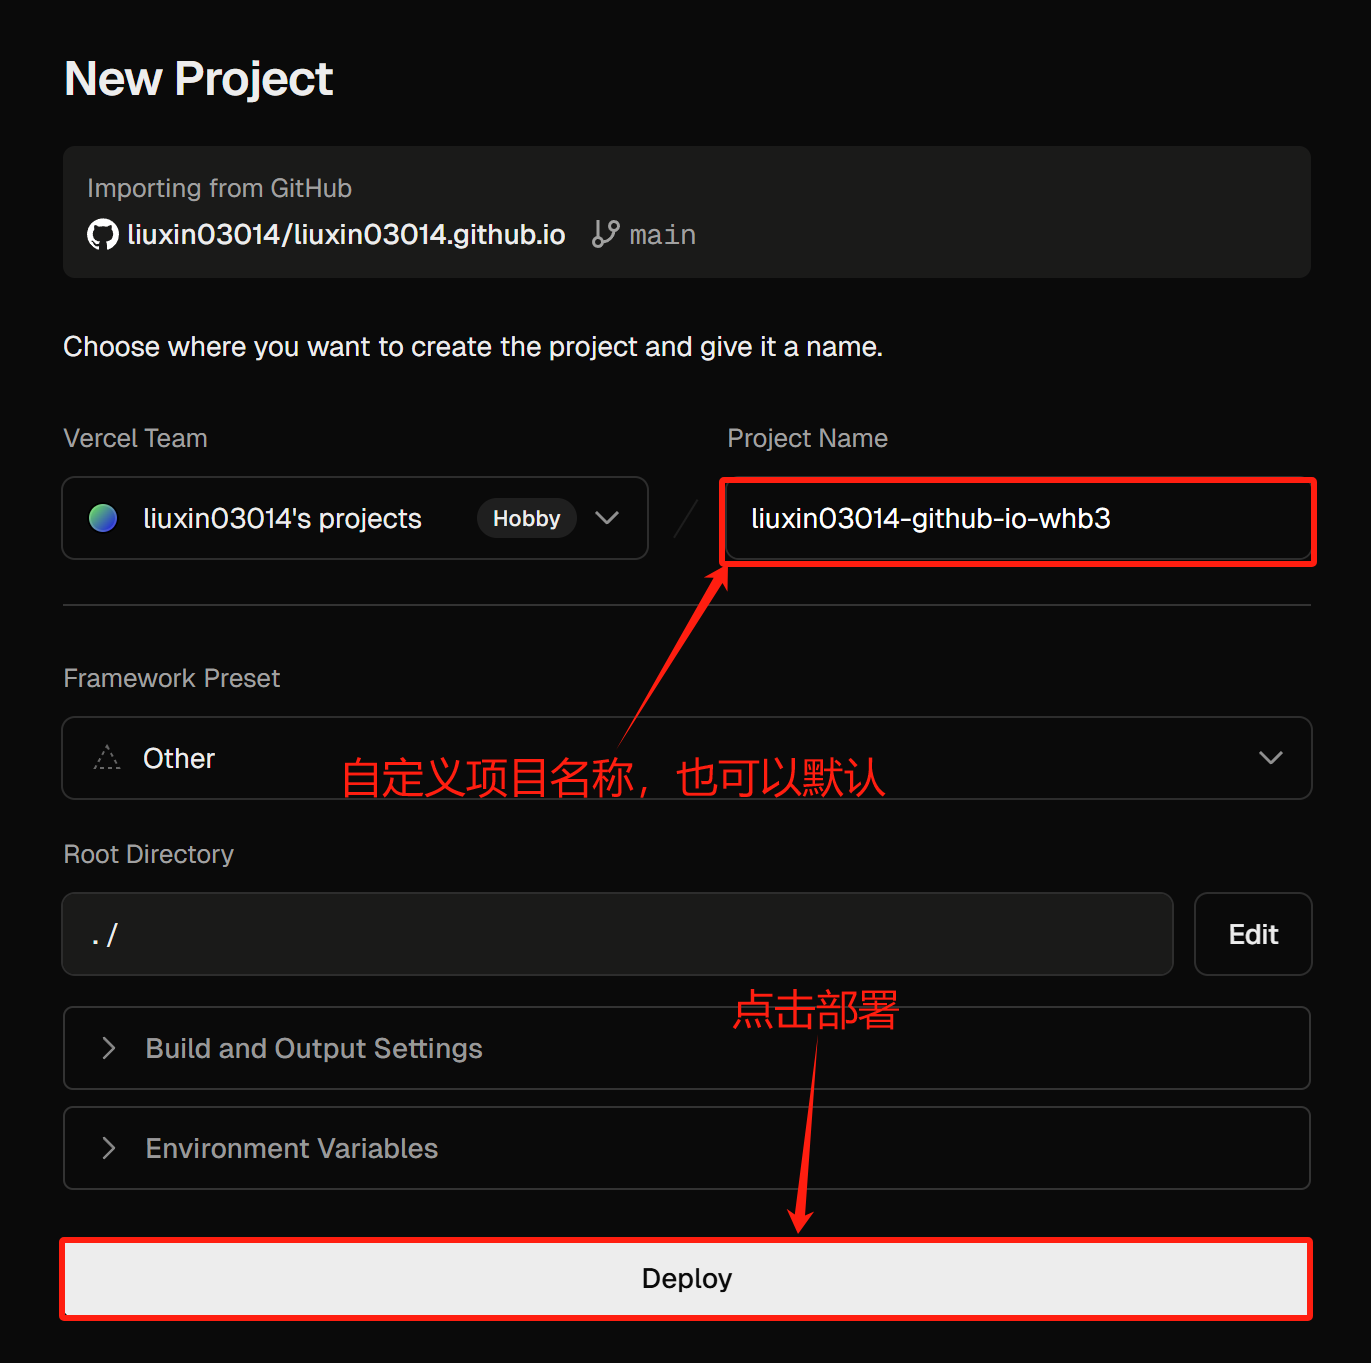 New Project
Importing from GitHub
liuxin03014/liuxin03014.github.io main
Choose where you want to create the project and give it a name.
Vercel Team
Project Name
liuxin03014's projects Hobby
liuxin03014-github-io-whb3
Framework Preset
Other
自定义项目名称，也可以默认
Root Directory
./
Edit
点击部署
Build and Output Settings
Environment Variables
Deploy